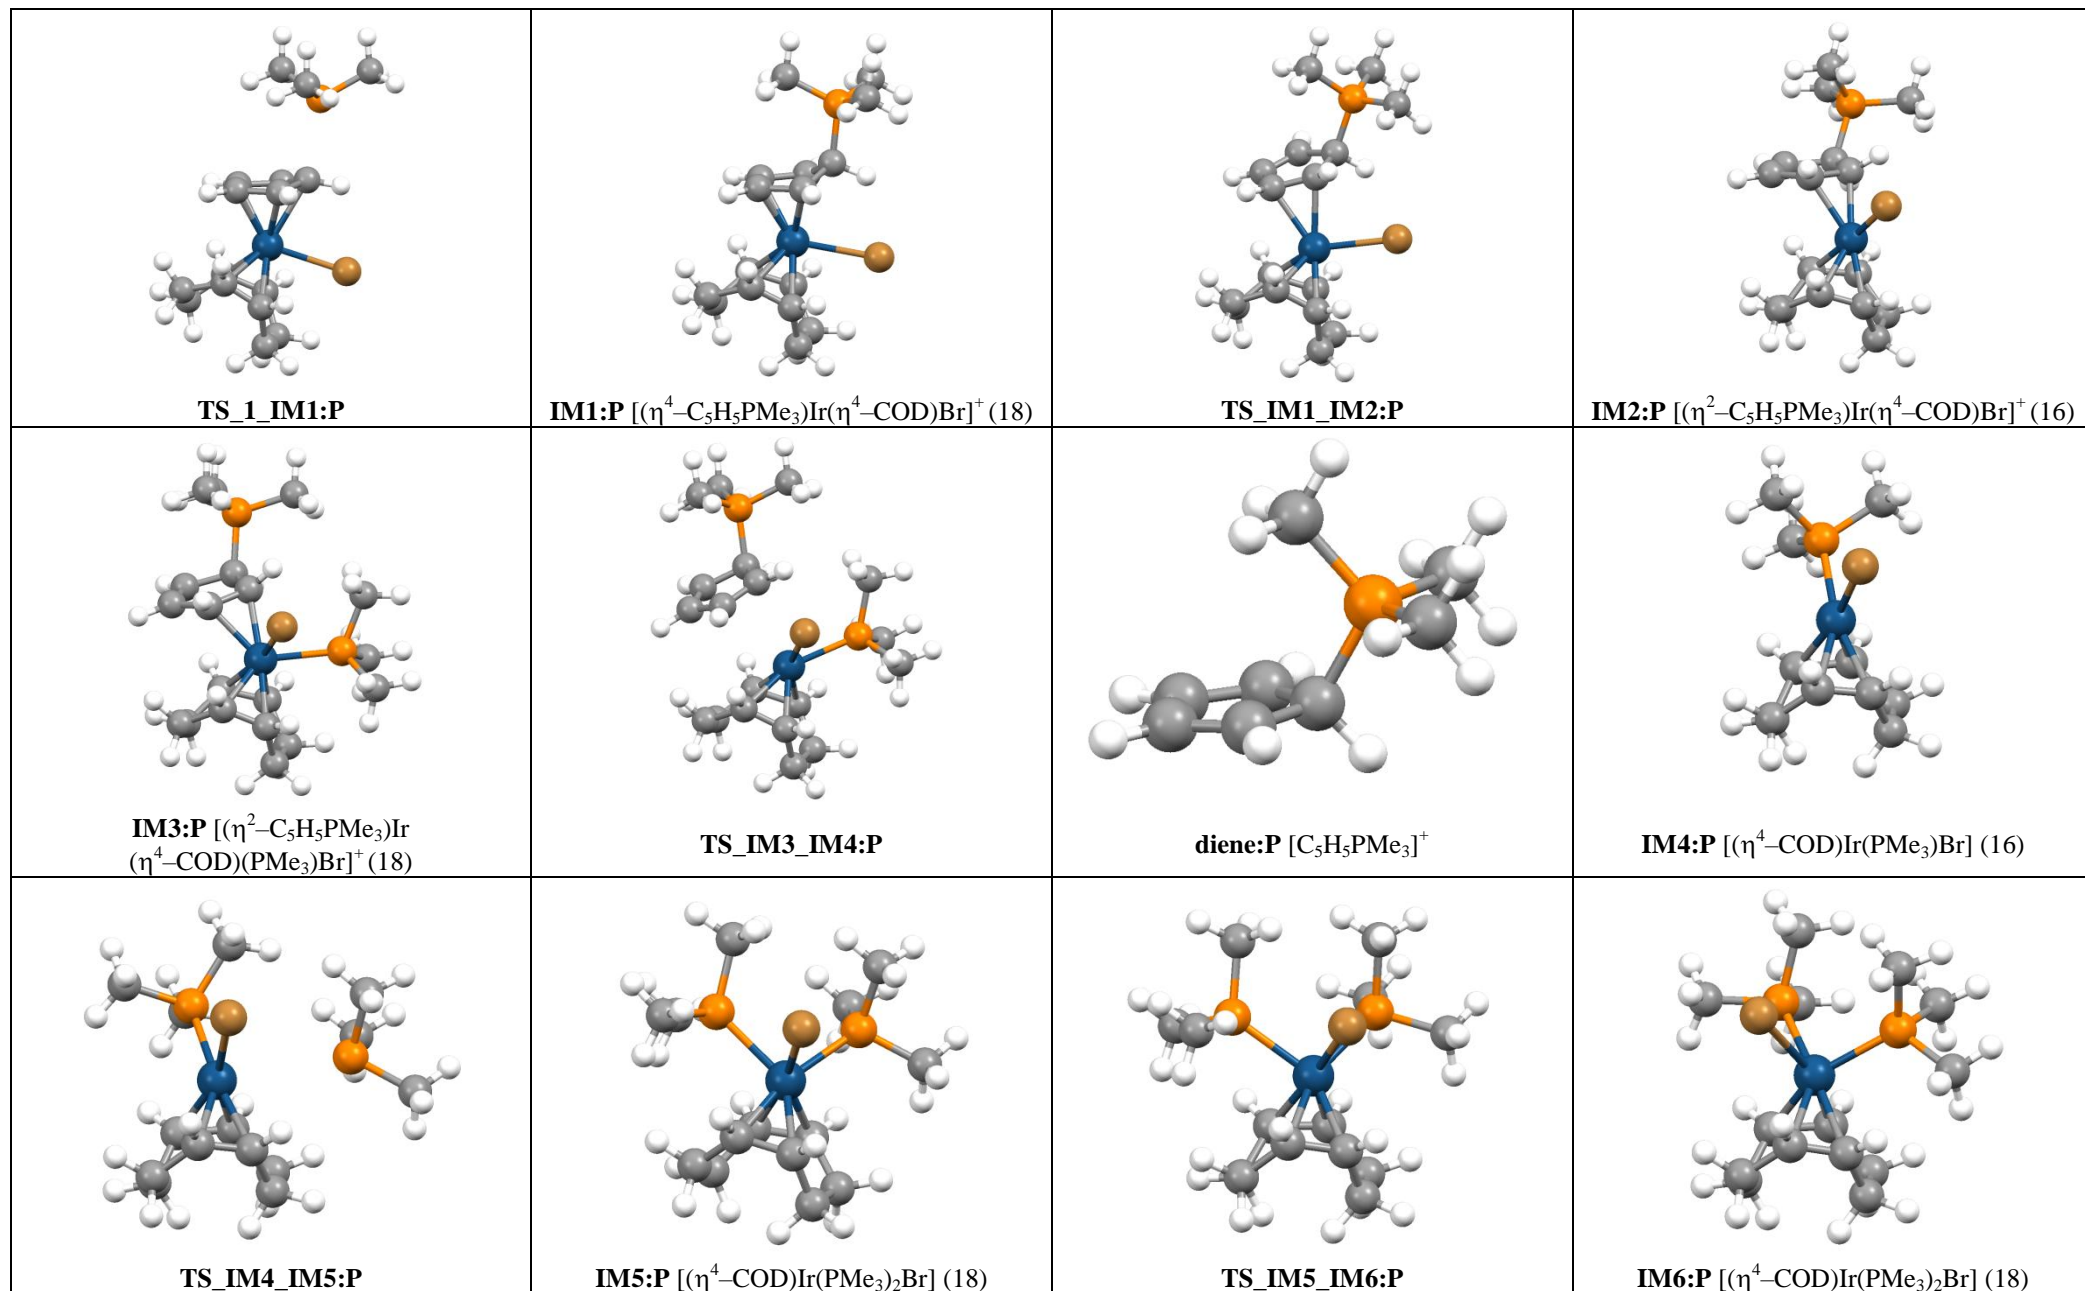 TS_1_IM1:P
IM1:P [(η⁴–C₅H₅PMe₃)Ir(η⁴–COD)Br]⁺ (18)
TS_IM1_IM2:P
IM2:P [(η²–C₅H₅PMe₃)Ir(η⁴–COD)Br]⁺ (16)
IM3:P [(η²–C₅H₅PMe₃)Ir
(η⁴–COD)(PMe₃)Br]⁺ (18)
TS_IM3_IM4:P
diene:P [C₅H₅PMe₃]⁺
IM4:P [(η⁴–COD)Ir(PMe₃)Br] (16)
TS_IM4_IM5:P
IM5:P [(η⁴–COD)Ir(PMe₃)₂Br] (18)
TS_IM5_IM6:P
IM6:P [(η⁴–COD)Ir(PMe₃)₂Br] (18)